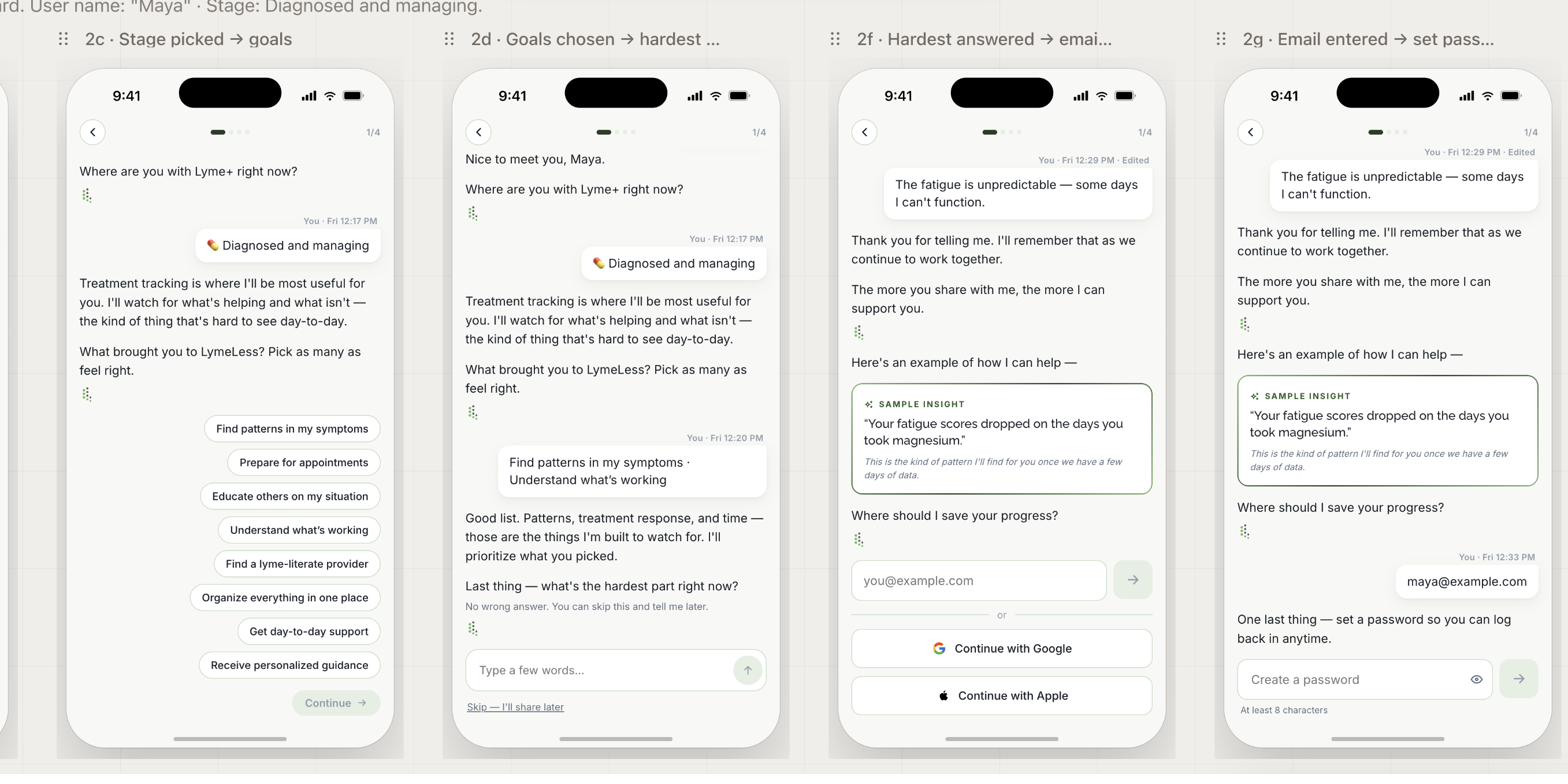 ard. User name: "Maya" · Stage: Diagnosed and managing.
2c · Stage picked → goals
9:41
1/4
Where are you with Lyme+ right now?
You · Fri 12:17 PM
💊 Diagnosed and managing
Treatment tracking is where I'll be most useful for
you. I'll watch for what's helping and what isn't —
the kind of thing that's hard to see day-to-day.
What brought you to LymeLess? Pick as many as
feel right.
Find patterns in my symptoms
Prepare for appointments
Educate others on my situation
Understand what's working
Find a lyme-literate provider
Organize everything in one place
Get day-to-day support
Receive personalized guidance
Continue →
2d · Goals chosen → hardest ...
9:41
1/4
Nice to meet you, Maya.
Where are you with Lyme+ right now?
You · Fri 12:17 PM
💊 Diagnosed and managing
Treatment tracking is where I'll be most useful for
you. I'll watch for what's helping and what isn't —
the kind of thing that's hard to see day-to-day.
What brought you to LymeLess? Pick as many as
feel right.
You · Fri 12:20 PM
Find patterns in my symptoms ·
Understand what's working
Good list. Patterns, treatment response, and time —
those are the things I'm built to watch for. I'll
prioritize what you picked.
Last thing — what's the hardest part right now?
No wrong answer. You can skip this and tell me later.
Type a few words...
Skip — I'll share later
2f · Hardest answered → emai...
9:41
1/4
You · Fri 12:29 PM · Edited
The fatigue is unpredictable — some days
I can't function.
Thank you for telling me. I'll remember that as we
continue to work together.
The more you share with me, the more I can
support you.
Here's an example of how I can help —
SAMPLE INSIGHT
“Your fatigue scores dropped on the days you
took magnesium.”
This is the kind of pattern I'll find for you once we have a few
days of data.
Where should I save your progress?
you@example.com
or
Continue with Google
Continue with Apple
2g · Email entered → set pass...
9:41
1/4
You · Fri 12:29 PM · Edited
The fatigue is unpredictable — some days
I can't function.
Thank you for telling me. I'll remember that as we
continue to work together.
The more you share with me, the more I can
support you.
Here's an example of how I can help —
SAMPLE INSIGHT
“Your fatigue scores dropped on the days you
took magnesium.”
This is the kind of pattern I'll find for you once we have a few
days of data.
Where should I save your progress?
You · Fri 12:33 PM
maya@example.com
One last thing — set a password so you can log
back in anytime.
Create a password
At least 8 characters